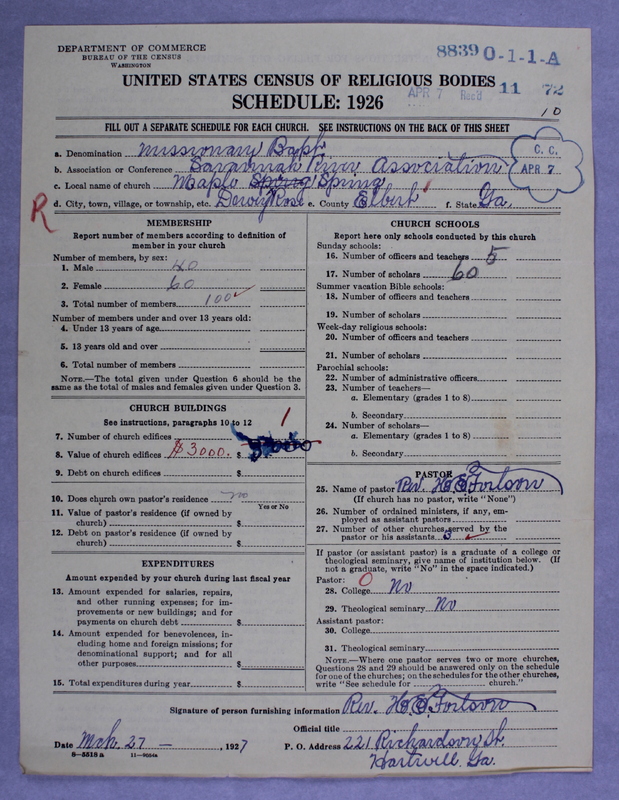 DEPARTMENT OF COMMERCE
BUREAU OF THE CENSUS
WASHINGTON
8839 0-1-1-A
UNITED STATES CENSUS OF RELIGIOUS BODIES
APR 7 Rec'd 11 72
SCHEDULE: 1926
10
FILL OUT A SEPARATE SCHEDULE FOR EACH CHURCH. SEE INSTRUCTIONS ON THE BACK OF THIS SHEET
C. C.
APR 7
a. Denomination Missionary Bapt.
b. Association or Conference Savannah River Association
c. Local name of church Maple Spring Spring
d. City, town, village, or township, etc. Dewy Rose e. County Elbert f. State Ga.
R
MEMBERSHIP
Report number of members according to definition of
member in your church
Number of members, by sex:
1. Male 40
2. Female 60
3. Total number of members 100
Number of members under and over 13 years old:
4. Under 13 years of age
5. 13 years old and over
6. Total number of members
NOTE.—The total given under Question 6 should be the
same as the total of males and females given under Question 3.
CHURCH BUILDINGS
See instructions, paragraphs 10 to 12
7. Number of church edifices 1
8. Value of church edifices $3000. $
9. Debt on church edifices $
10. Does church own pastor's residence no
Yes or No
11. Value of pastor's residence (if owned by
church) $
12. Debt on pastor's residence (if owned by
church) $
EXPENDITURES
Amount expended by your church during last fiscal year
13. Amount expended for salaries, repairs,
and other running expenses; for im-
provements or new buildings; and for
payments on church debt $
14. Amount expended for benevolences, in-
cluding home and foreign missions; for
denominational support; and for all
other purposes $
15. Total expenditures during year $
CHURCH SCHOOLS
Report here only schools conducted by this church
Sunday schools:
16. Number of officers and teachers 5
17. Number of scholars 60
Summer vacation Bible schools:
18. Number of officers and teachers
19. Number of scholars
Week-day religious schools:
20. Number of officers and teachers
21. Number of scholars
Parochial schools:
22. Number of administrative officers
23. Number of teachers—
a. Elementary (grades 1 to 8)
b. Secondary
24. Number of scholars—
a. Elementary (grades 1 to 8)
b. Secondary
PASTOR
25. Name of pastor Rev. H. E. Fortson
(If church has no pastor, write "None")
26. Number of ordained ministers, if any, em-
ployed as assistant pastors
27. Number of other churches served by the
pastor or his assistants 3
If pastor (or assistant pastor) is a graduate of a college or
theological seminary, give name of institution below. (If
not a graduate, write "No" in the space indicated.)
Pastor: 0
28. College No
29. Theological seminary No
Assistant pastor:
30. College
31. Theological seminary
NOTE.—Where one pastor serves two or more churches,
Questions 28 and 29 should be answered only on the schedule
for one of the churches; on the schedules for the other churches,
write "See schedule for church."
Signature of person furnishing information Rev. H. E. Fortson
Official title
Date Mch. 27 — , 1927 P. O. Address 221 Richardson St.
8—5518 a 11—9554a Hartwell, Ga.